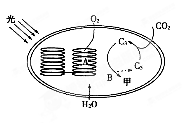 光
O₂
CO₂
A
C₃
C₅
B
甲
H₂O